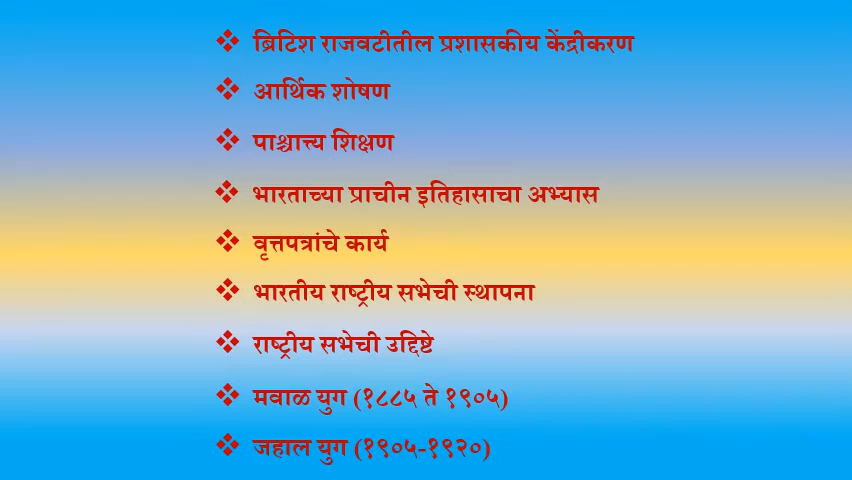 ❖ ब्रिटिश राजवटीतील प्रशासकीय केंद्रीकरण
❖ आर्थिक शोषण
❖ पाश्चात्त्य शिक्षण
❖ भारताच्या प्राचीन इतिहासाचा अभ्यास
❖ वृत्तपत्रांचे कार्य
❖ भारतीय राष्ट्रीय सभेची स्थापना
❖ राष्ट्रीय सभेची उद्दिष्टे
❖ मवाळ युग (१८८५ ते १९०५)
❖ जहाल युग (१९०५-१९२०)